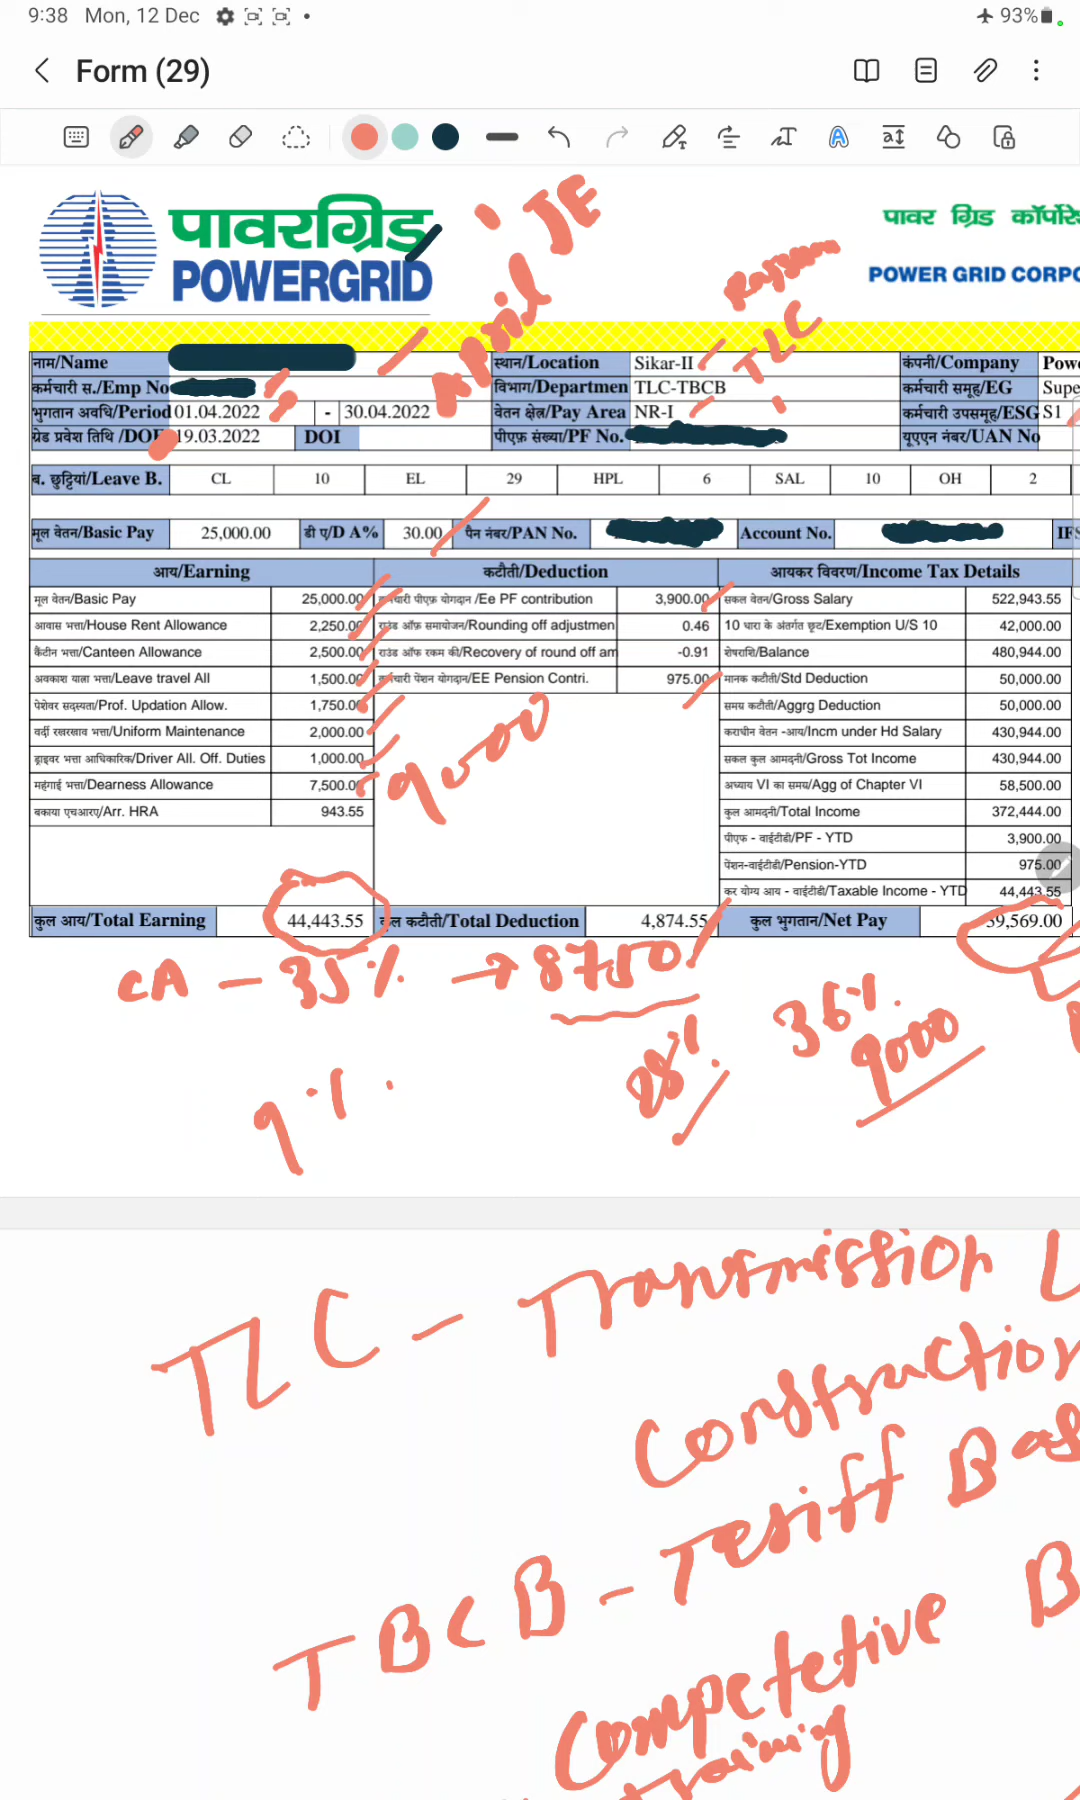 9:38 Mon, 12 Dec
93%
Form (29)
पावरग्रिड
POWERGRID
April JE
पावर ग्रिड कॉर्पोरे
POWER GRID CORPO
TLC
नाम/Name स्थान/Location Sikar-II कंपनी/Company Powe
कर्मचारी स./Emp No विभाग/Departmen TLC-TBCB कर्मचारी समूह/EG Supe
भुगतान अवधि/Period 01.04.2022 - 30.04.2022 वेतन क्षेत्र/Pay Area NR-I कर्मचारी उपसमूह/ESG S1
ग्रेड प्रवेश तिथि /DOE 19.03.2022 DOI पीएफ़ संख्या/PF No. यूएएन नंबर/UAN No
ब. छुट्टियां/Leave B. CL 10 EL 29 HPL 6 SAL 10 OH 2
मूल वेतन/Basic Pay 25,000.00 डी ए/D A% 30.00 पैन नंबर/PAN No. Account No. IFS
आय/Earning कटौती/Deduction आयकर विवरण/Income Tax Details
मूल वेतन/Basic Pay 25,000.00 पीएफ़ योगदान /Ee PF contribution 3,900.00 सकल वेतन/Gross Salary 522,943.55
आवास भत्ता/House Rent Allowance 2,250.00 राउंड ऑफ़ समायोजन/Rounding off adjustmen 0.46 10 धारा के अंतर्गत छूट/Exemption U/S 10 42,000.00
कैंटीन भत्ता/Canteen Allowance 2,500.00 राउंड ऑफ रकम की/Recovery of round off am -0.91 शेषराशि/Balance 480,944.00
अवकाश यात्रा भत्ता/Leave travel All 1,500.00 पेंशन योगदान/EE Pension Contri. 975.00 मानक कटौती/Std Deduction 50,000.00
पेशेवर सदस्यता/Prof. Updation Allow. 1,750.00 समग्र कटौती/Aggrg Deduction 50,000.00
वर्दी रखरखाव भत्ता/Uniform Maintenance 2,000.00 कराधीन वेतन -आय/Incm under Hd Salary 430,944.00
ड्राइवर भत्ता आधिकारिक/Driver All. Off. Duties 1,000.00 सकल कुल आमदनी/Gross Tot Income 430,944.00
महंगाई भत्ता/Dearness Allowance 7,500.00 अध्याय VI का समग्र/Agg of Chapter VI 58,500.00
बकाया एचआरए/Arr. HRA 943.55 कुल आमदनी/Total Income 372,444.00
पीएफ - वाईटीडी/PF - YTD 3,900.00
पेंशन-वाईटीडी/Pension-YTD 975.00
कर योग्य आय - वाईटीडी/Taxable Income - YTD 44,443.55
कुल आय/Total Earning 44,443.55 कुल कटौती/Total Deduction 4,874.55 कुल भुगतान/Net Pay 39,569.00
90000
CA - 35% → 8750/
28% 36%
9000
9%
TLC - Transmission L
Construction
TBCB - Teriff Bas
Competetive B
training